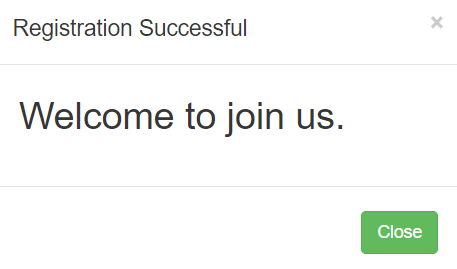 Registration Successful ×
Welcome to join us.
Close